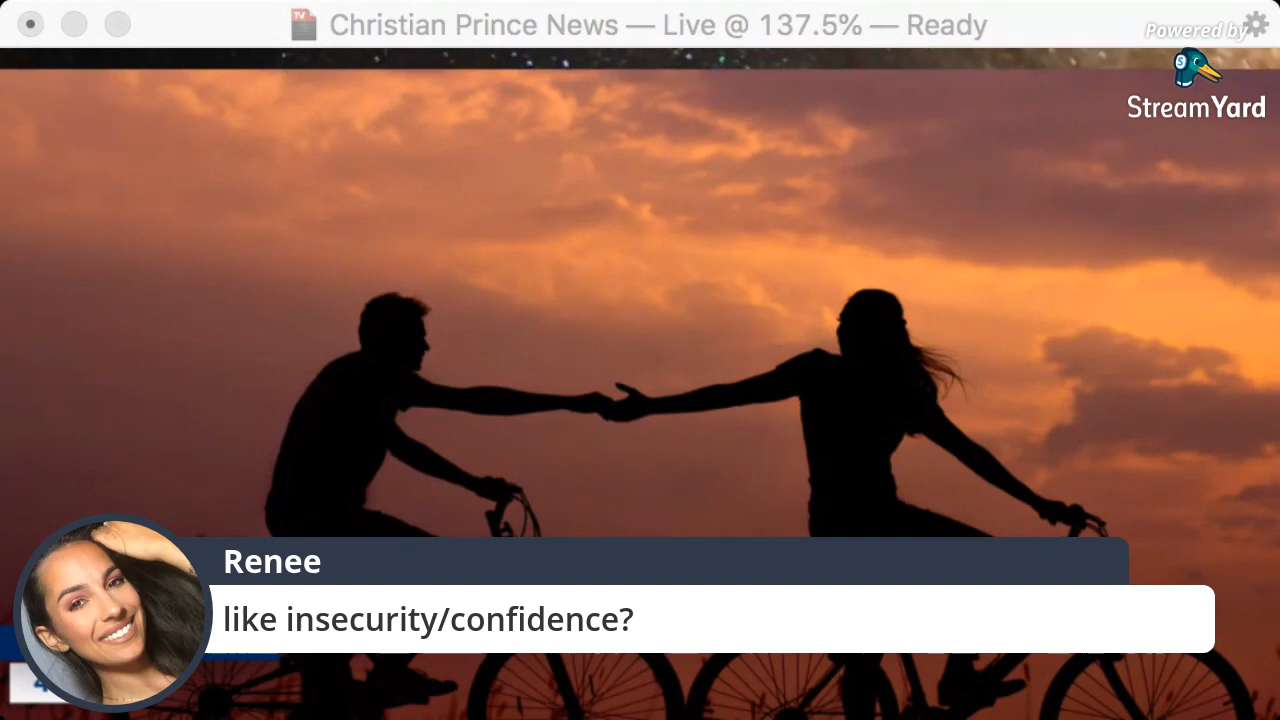 Christian Prince News — Live @ 137.5% — Ready
Powered by
StreamYard
Renee
like insecurity/confidence?